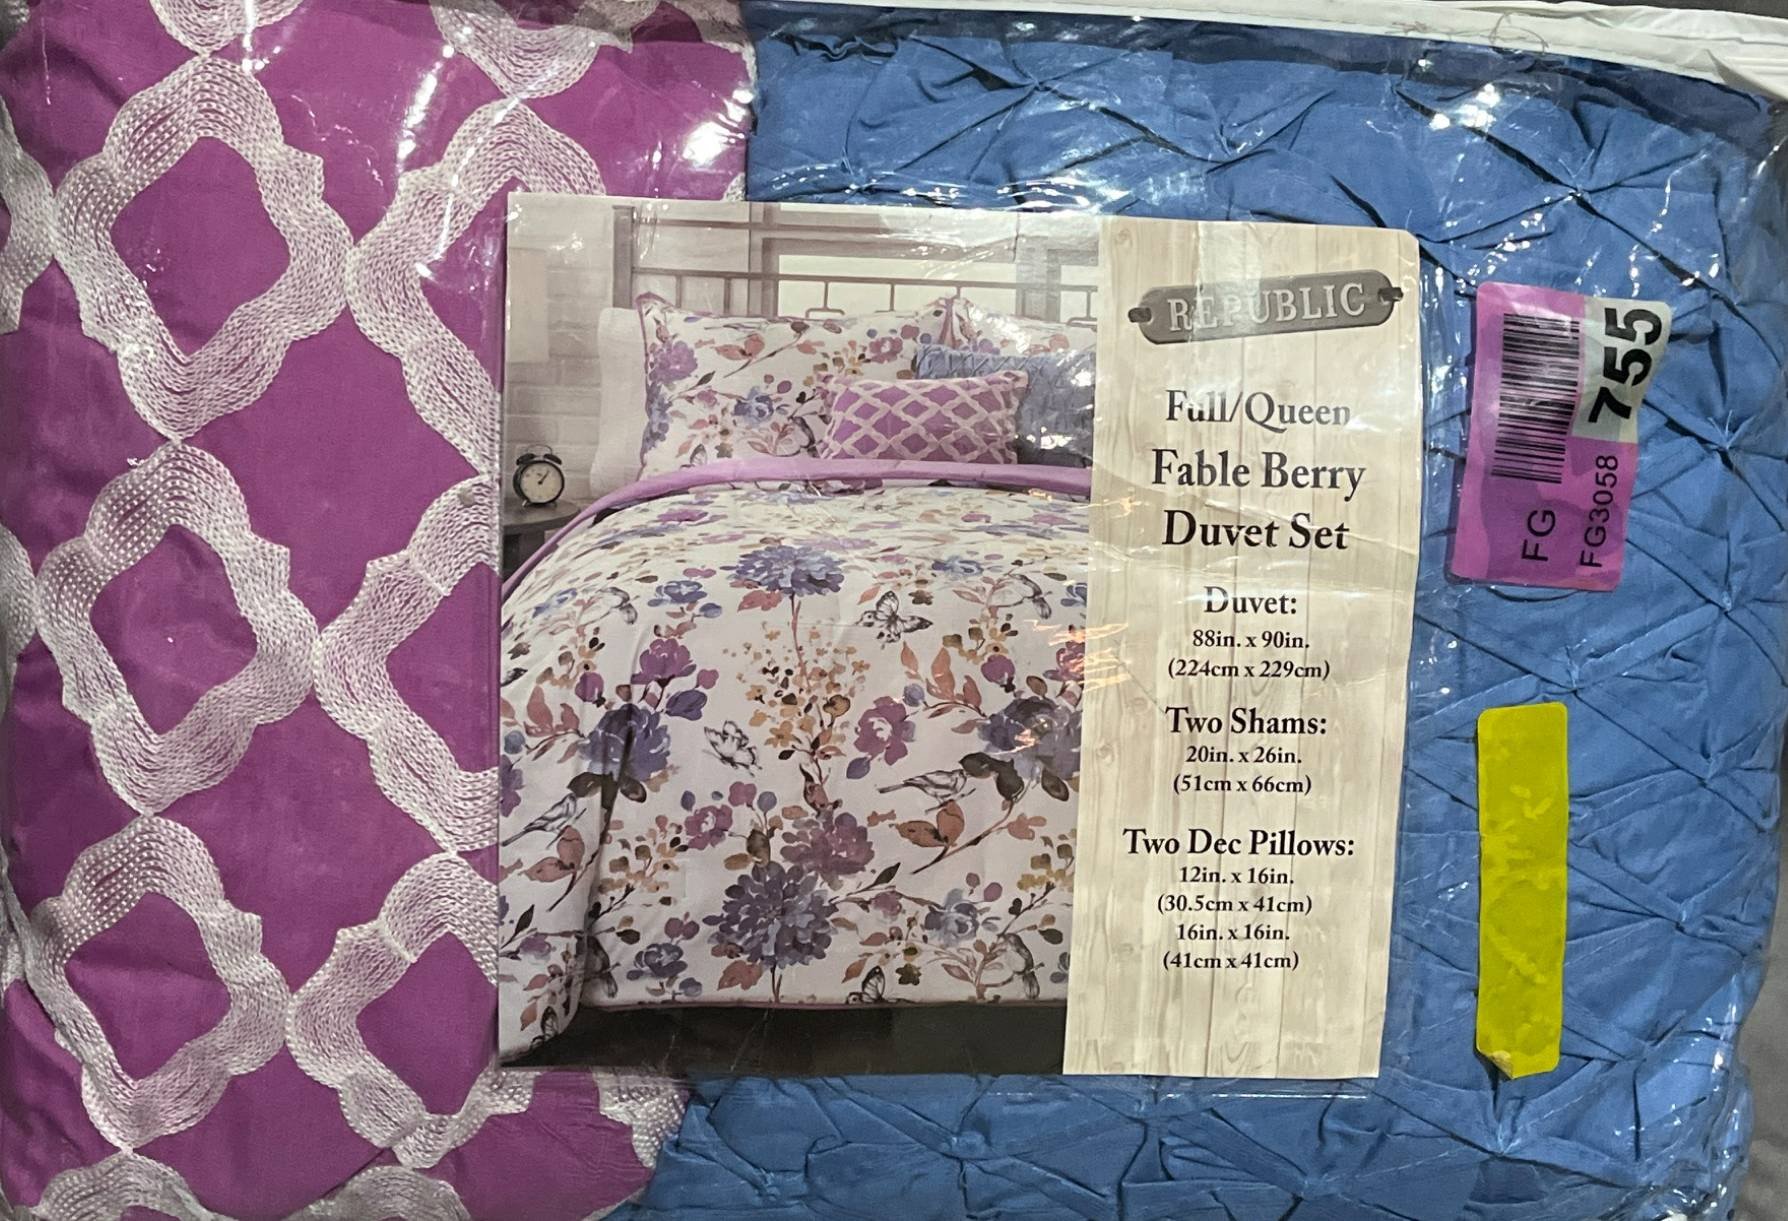 REPUBLIC
Full/Queen
Fable Berry
Duvet Set
Duvet:
88in. x 90in.
(224cm x 229cm)
Two Shams:
20in. x 26in.
(51cm x 66cm)
Two Dec Pillows:
12in. x 16in.
(30.5cm x 41cm)
16in. x 16in.
(41cm x 41cm)
755
FG
FG3058